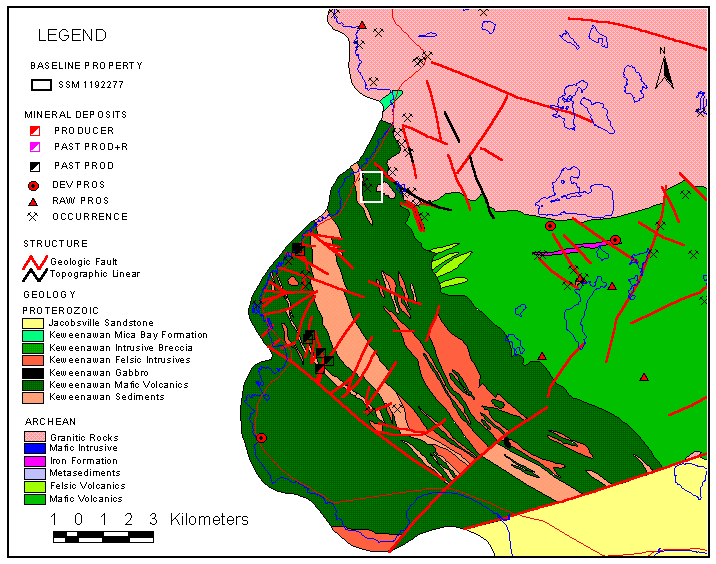 LEGEND
BASELINE PROPERTY
SSM 1192277
MINERAL DEPOSITS
PRODUCER
PAST PROD+R
PAST PROD
DEV PROS
RAW PROS
OCCURRENCE
STRUCTURE
Geologic Fault
Topographic Linear
GEOLOGY
PROTEROZOIC
Jacobsville Sandstone
Keweenawan Mica Bay Formation
Keweenawan Intrusive Breccia
Keweenawan Felsic Intrusives
Keweenawan Gabbro
Keweenawan Mafic Volcanics
Keweenawan Sediments
ARCHEAN
Granitic Rocks
Mafic Intrusive
Iron Formation
Metasediments
Felsic Volcanics
Mafic Volcanics
1 0 1 2 3 Kilometers
N